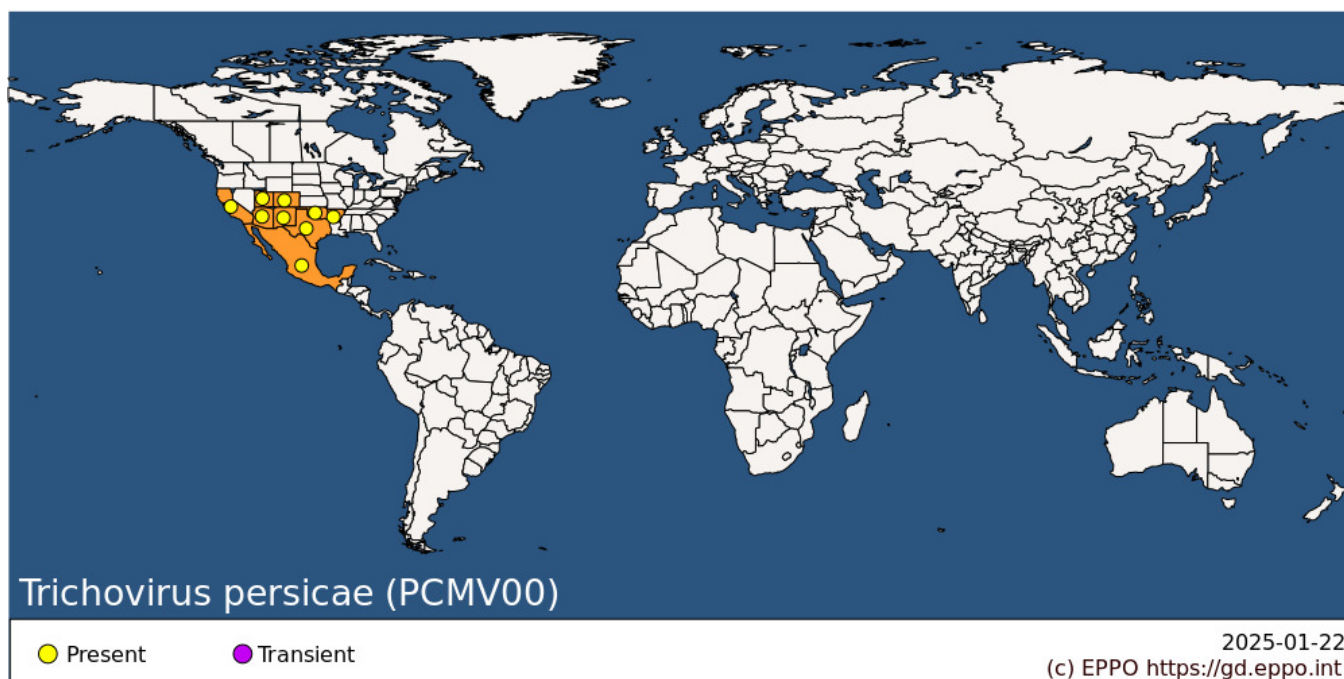 Trichovirus persicae (PCMV00)
Present
Transient
2025-01-22
(c) EPPO https://gd.eppo.int